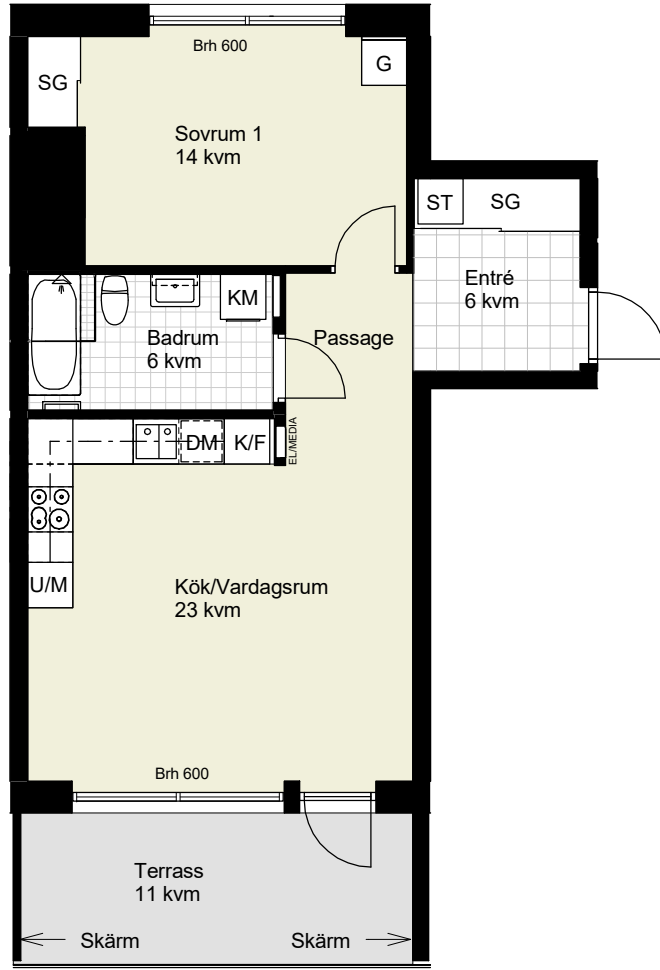 Brh 600
SG
G
Sovrum 1
14 kvm
ST
SG
Entré
6 kvm
KM
Badrum
6 kvm
Passage
DM
K/F
EL/MEDIA
U/M
Kök/Vardagsrum
23 kvm
Brh 600
Terrass
11 kvm
Skärm
Skärm